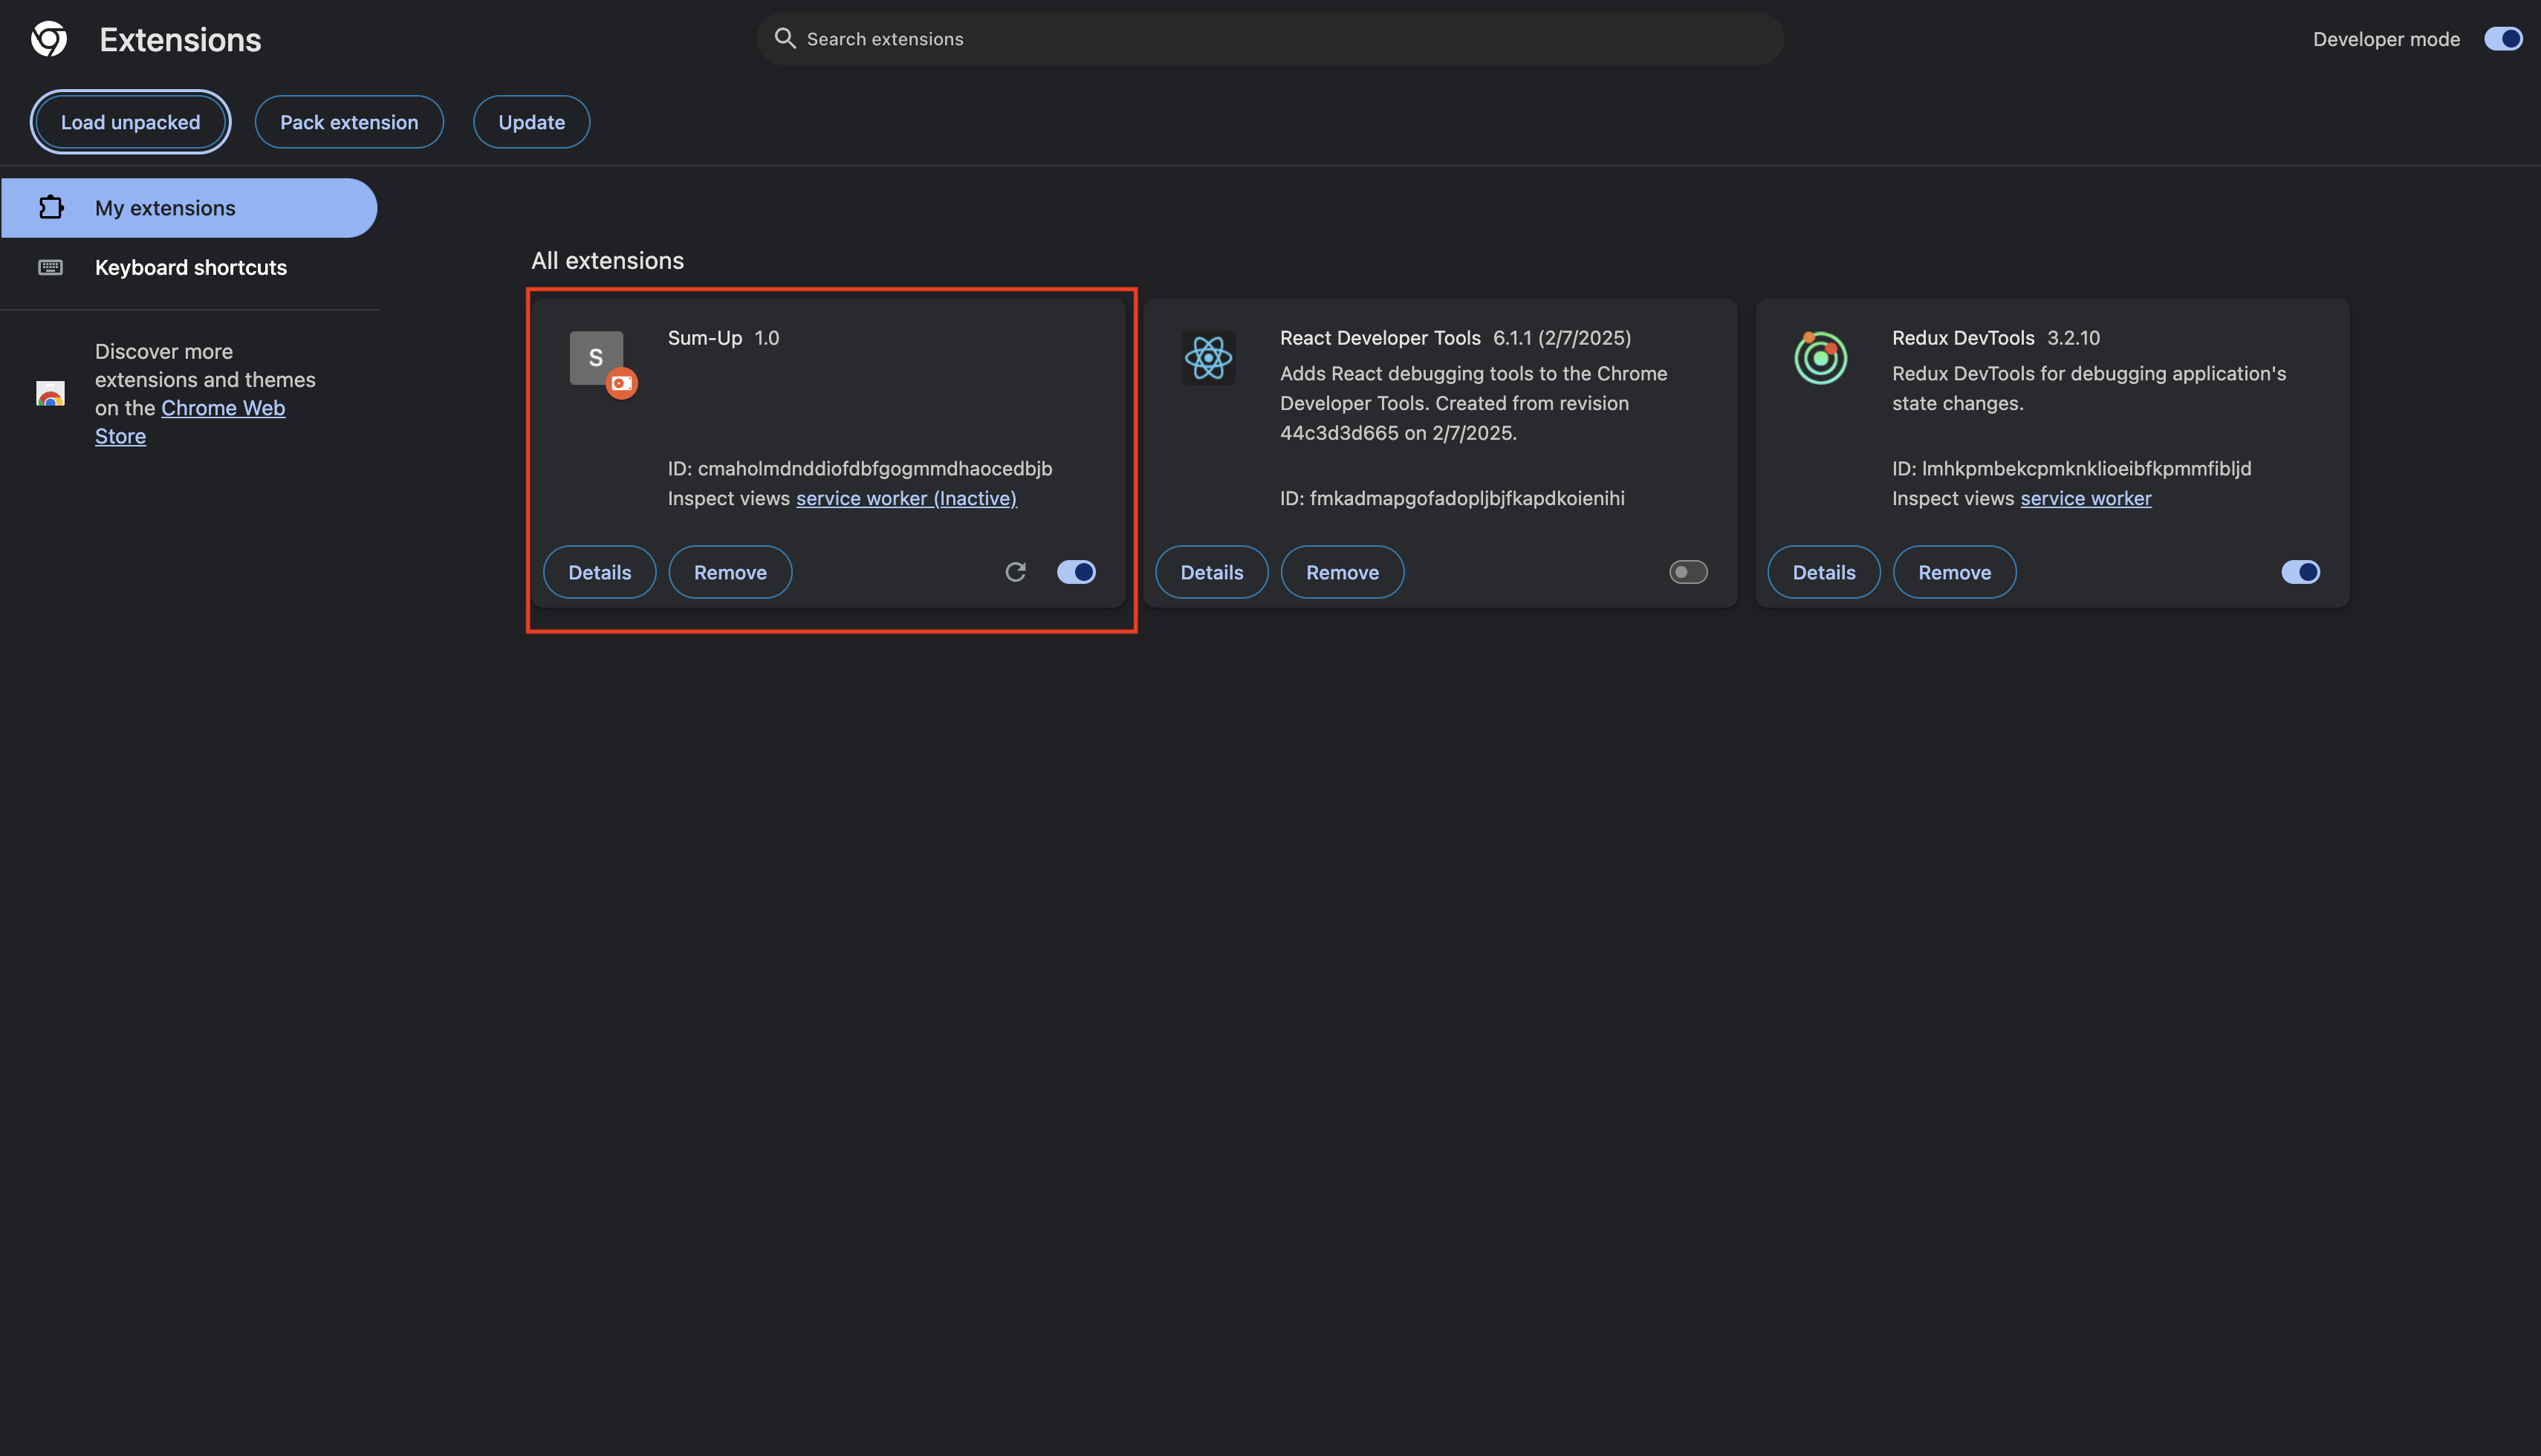 Extensions
Search extensions
Developer mode
Load unpacked
Pack extension
Update
My extensions
Keyboard shortcuts
Discover more
extensions and themes
on the Chrome Web
Store
All extensions
S
Sum-Up 1.0
ID: cmaholmdnddiofdbfgogmmdhaocedbjb
Inspect views service worker (Inactive)
Details
Remove
React Developer Tools 6.1.1 (2/7/2025)
Adds React debugging tools to the Chrome
Developer Tools. Created from revision
44c3d3d665 on 2/7/2025.
ID: fmkadmapgofadopljbjfkapdkoienihi
Details
Remove
Redux DevTools 3.2.10
Redux DevTools for debugging application's
state changes.
ID: lmhkpmbekcpmknklioeibfkpmmfibljd
Inspect views service worker
Details
Remove